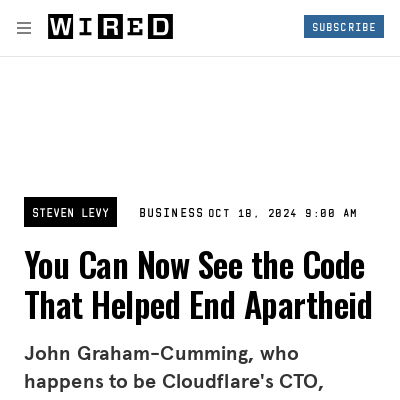 WIRED
SUBSCRIBE
STEVEN LEVY BUSINESS OCT 18, 2024 9:00 AM
You Can Now See the Code
That Helped End Apartheid
John Graham-Cumming, who
happens to be Cloudflare's CTO,